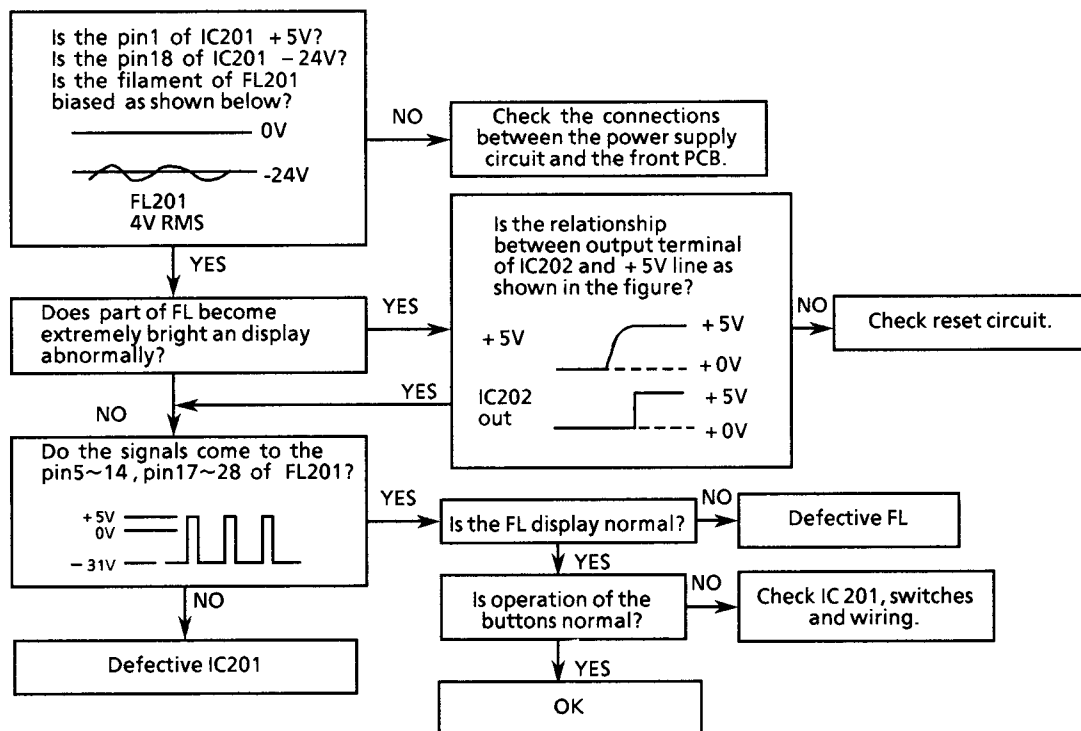 Is the pin1 of IC201 +5V?
Is the pin18 of IC201 −24V?
Is the filament of FL201
biased as shown below?
0V
-24V
FL201
4V RMS
NO
Check the connections
between the power supply
circuit and the front PCB.
YES
Does part of FL become
extremely bright an display
abnormally?
YES
Is the relationship
between output terminal
of IC202 and +5V line as
shown in the figure?
+5V
+5V
+0V
IC202
out
+5V
+0V
NO
Check reset circuit.
YES
NO
Do the signals come to the
pin5~14, pin17~28 of FL201?
+5V
0V
−31V
YES
Is the FL display normal?
NO
Defective FL
YES
NO
Defective IC201
Is operation of the
buttons normal?
NO
Check IC 201, switches
and wiring.
YES
OK